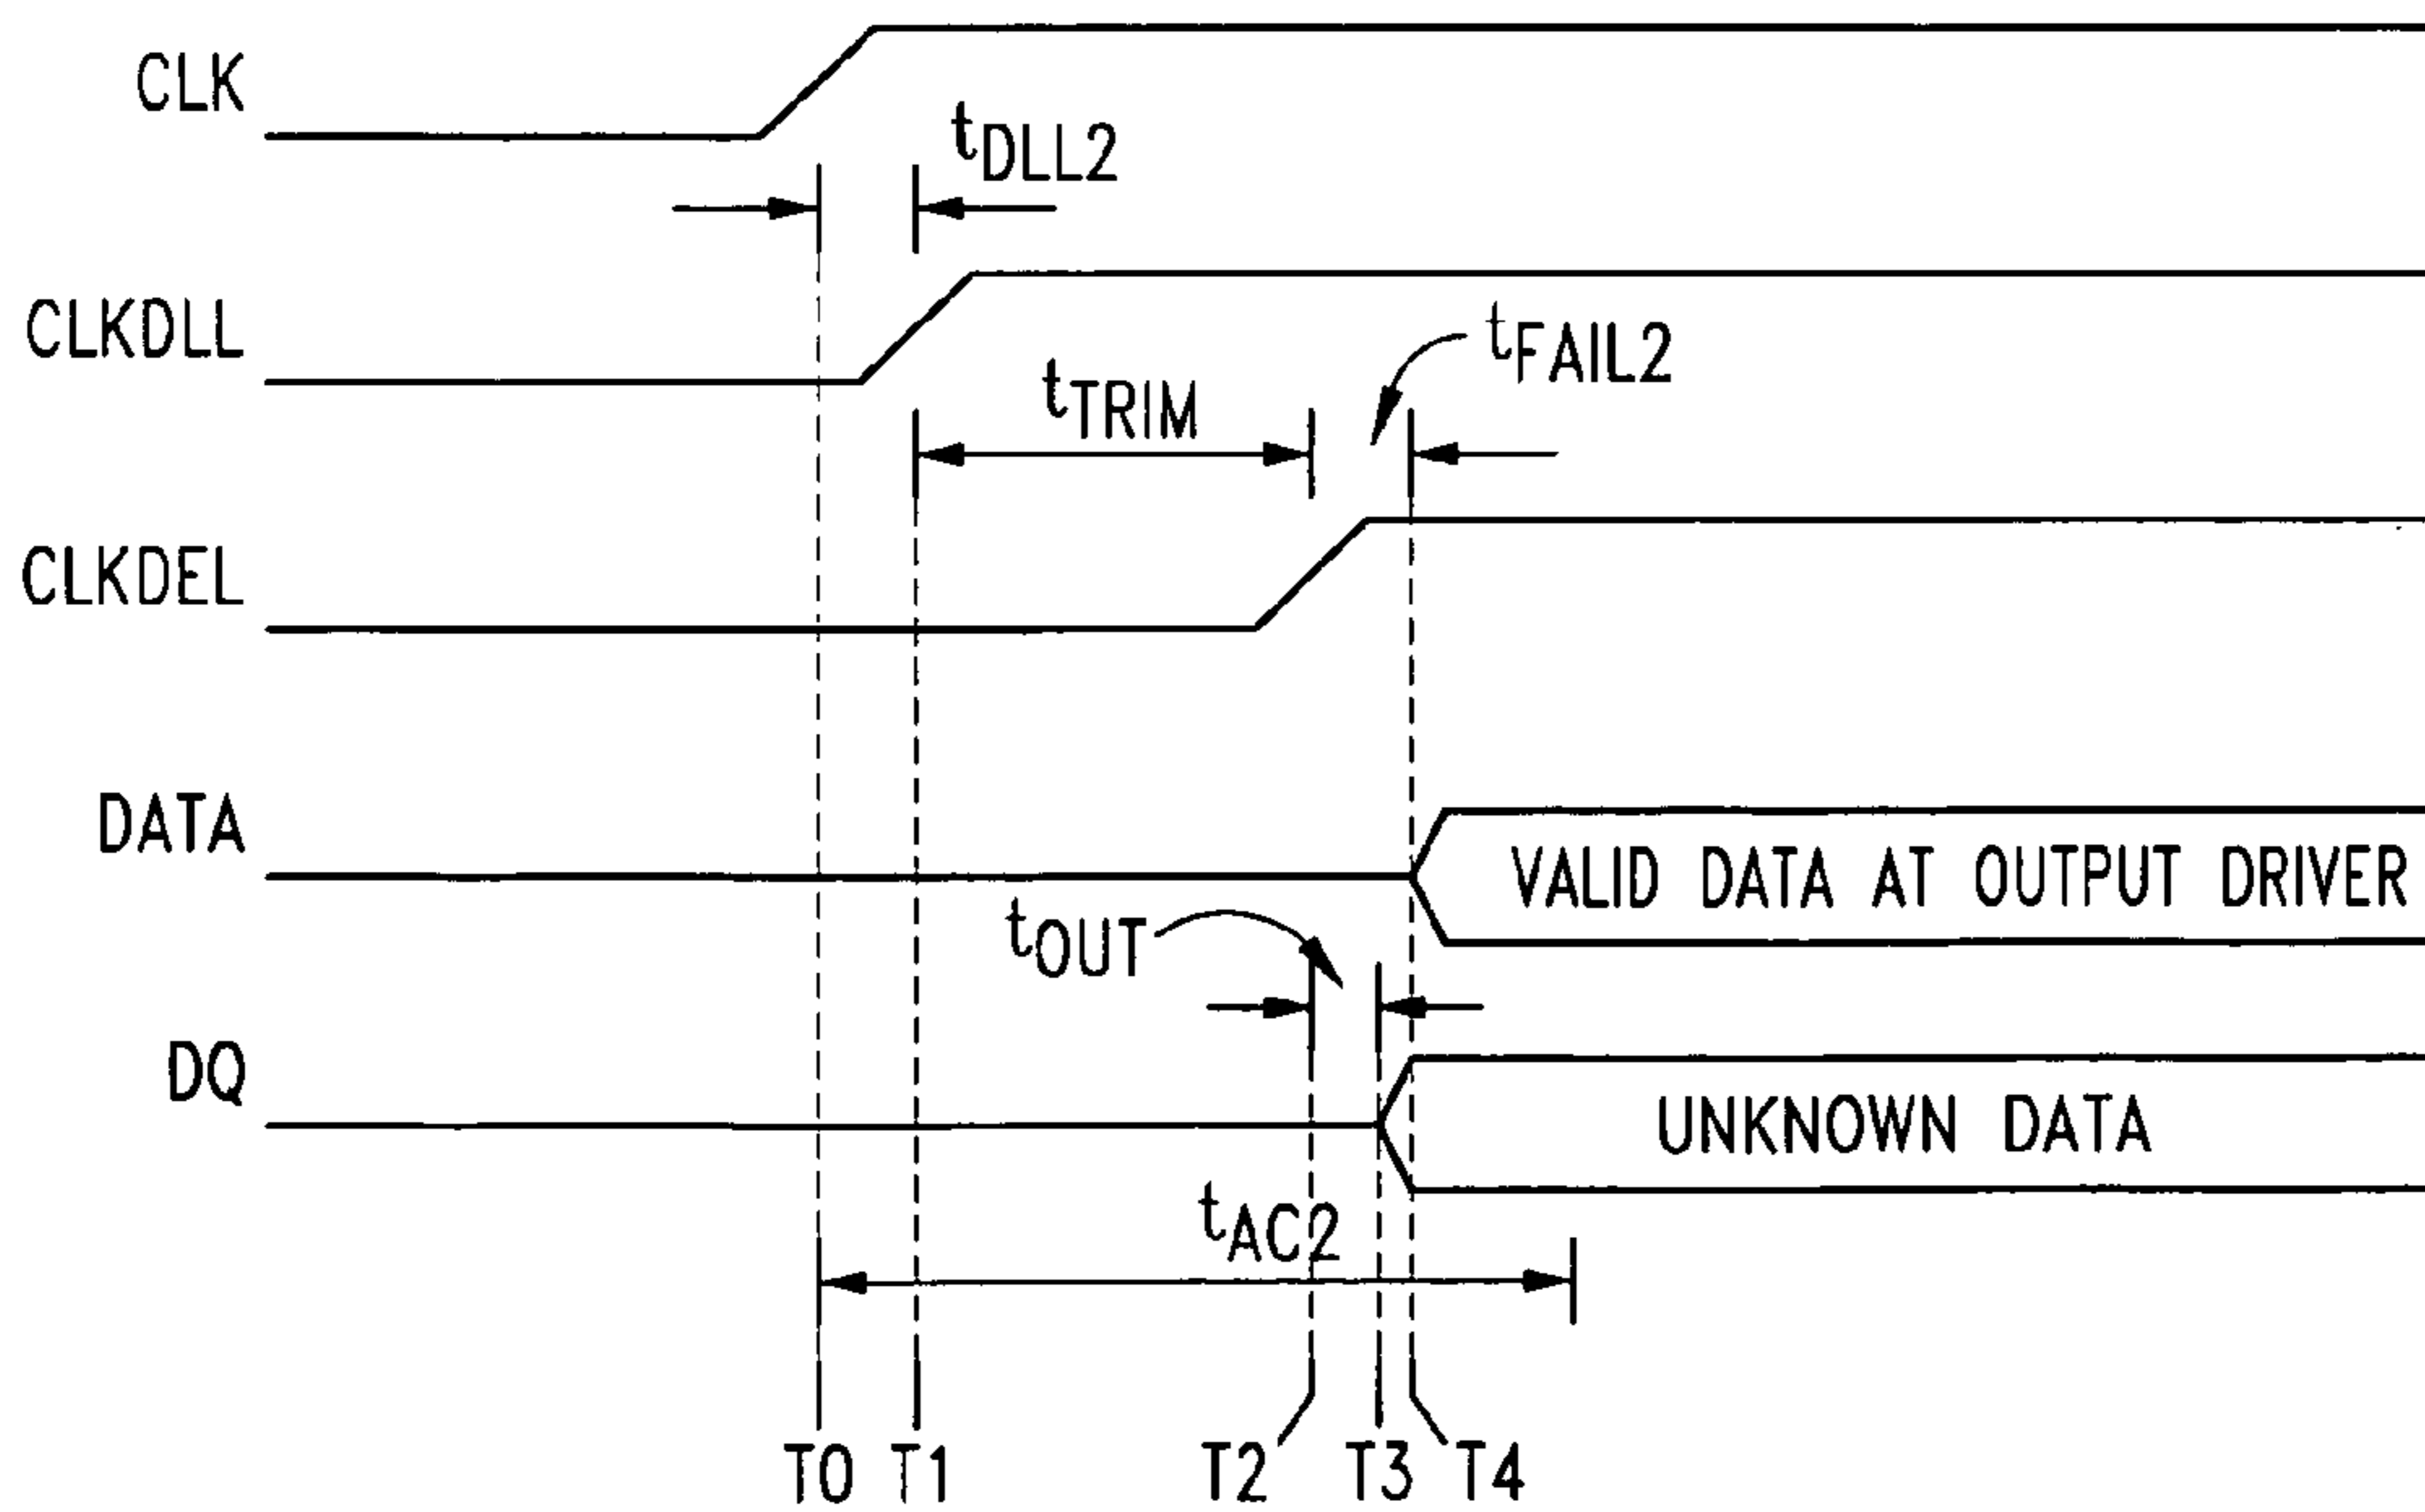 CLK
tDLL2
CLKDLL
tFAIL2
tTRIM
CLKDEL
DATA
VALID DATA AT OUTPUT DRIVER
tOUT
DQ
UNKNOWN DATA
tAC2
T0 T1 T2 T3 T4